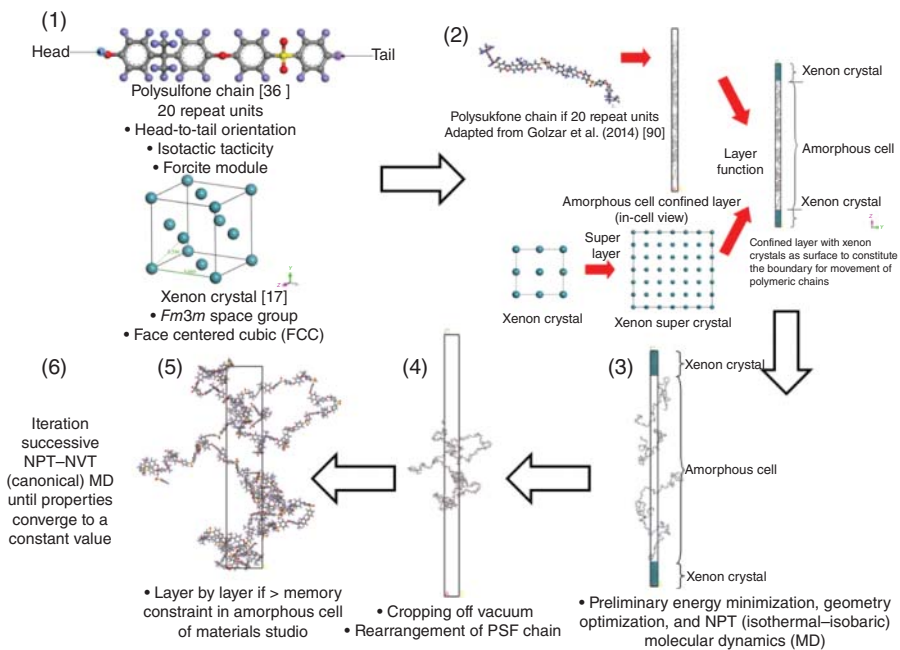 (1)
Head
Tail
Polysulfone chain [36 ]
20 repeat units
• Head-to-tail orientation
• Isotactic tacticity
• Forcite module
Xenon crystal [17]
• Fm3m space group
• Face centered cubic (FCC)
(2)
Polysukfone chain if 20 repeat units
Adapted from Golzar et al. (2014) [90]
Amorphous cell confined layer
(in-cell view)
Super
layer
Xenon crystal
Xenon super crystal
Layer
function
Xenon crystal
Amorphous cell
Xenon crystal
Confined layer with xenon
crystals as surface to constitute
the boundary for movement of
polymeric chains
(3)
Xenon crystal
Amorphous cell
Xenon crystal
• Preliminary energy minimization, geometry
optimization, and NPT (isothermal–isobaric)
molecular dynamics (MD)
(4)
• Cropping off vacuum
• Rearrangement of PSF chain
(5)
• Layer by layer if > memory
constraint in amorphous cell
of materials studio
(6)
Iteration
successive
NPT–NVT
(canonical) MD
until properties
converge to a
constant value